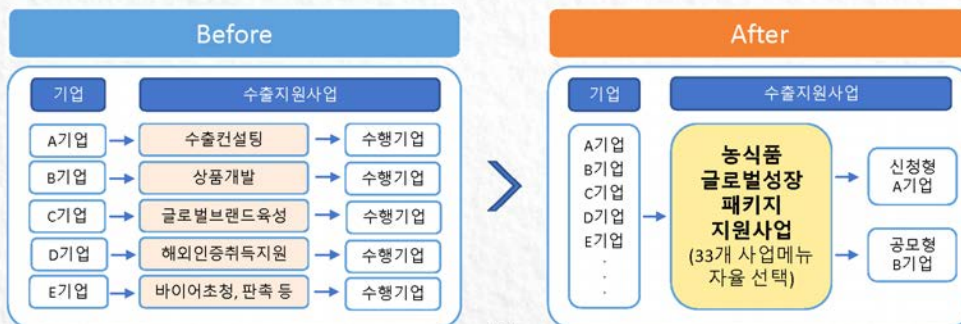 Before
기업
수출지원사업
A기업
수출컨설팅
수행기업
B기업
상품개발
수행기업
C기업
글로벌브랜드육성
수행기업
D기업
해외인증취득지원
수행기업
E기업
바이어초청, 판촉 등
수행기업
After
기업
수출지원사업
A기업
B기업
C기업
D기업
E기업
.
.
.
농식품
글로벌성장
패키지
지원사업
(33개 사업메뉴
자율 선택)
신청형
A기업
공모형
B기업